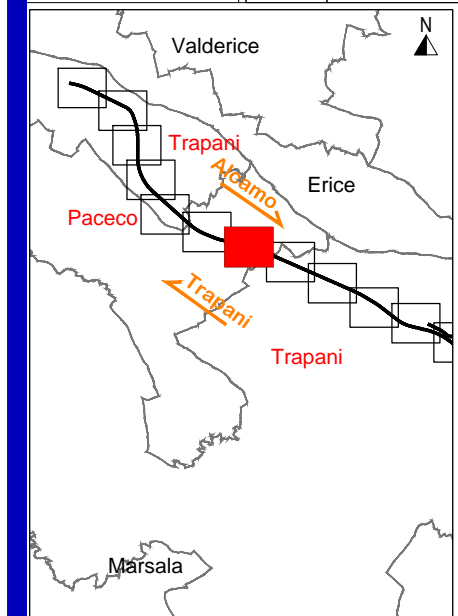 N
Valderice
Trapani
Alcamo
Erice
Paceco
Trapani
Trapani
Marsala